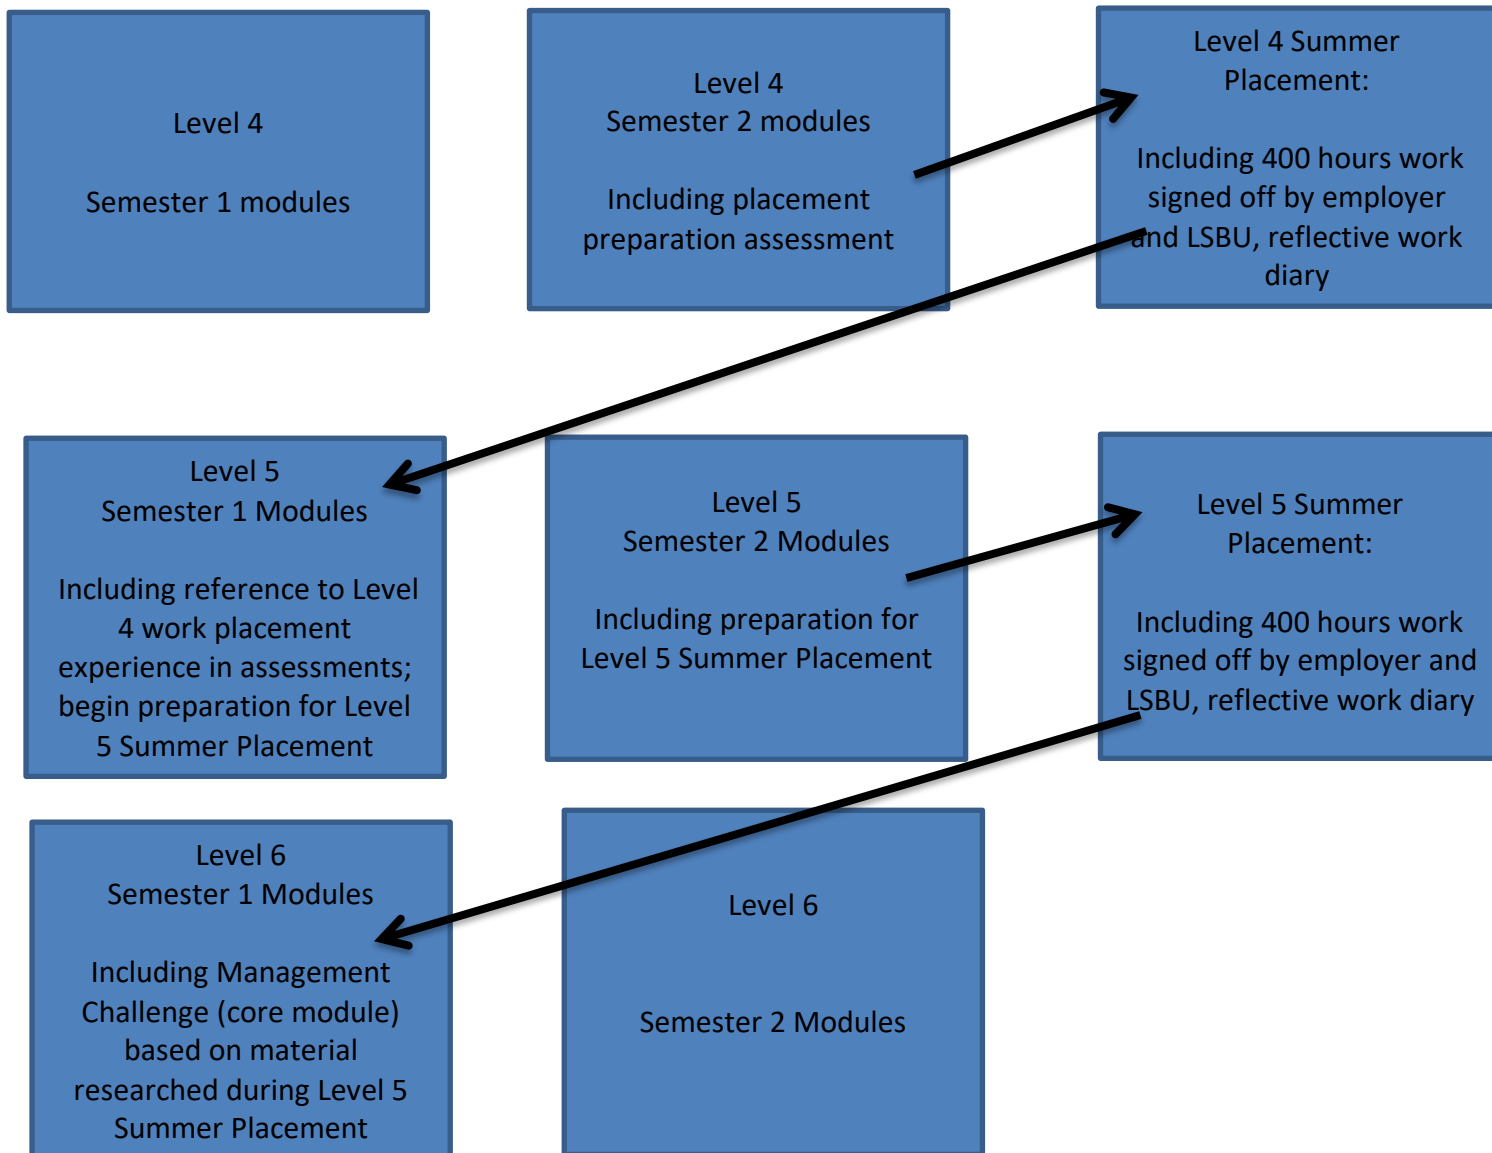 Level 4
Semester 1 modules
Level 4
Semester 2 modules
Including placement
preparation assessment
Level 4 Summer
Placement:
Including 400 hours work
signed off by employer
and LSBU, reflective work
diary
Level 5
Semester 1 Modules
Including reference to Level
4 work placement
experience in assessments;
begin preparation for Level
5 Summer Placement
Level 5
Semester 2 Modules
Including preparation for
Level 5 Summer Placement
Level 5 Summer
Placement:
Including 400 hours work
signed off by employer and
LSBU, reflective work diary
Level 6
Semester 1 Modules
Including Management
Challenge (core module)
based on material
researched during Level 5
Summer Placement
Level 6
Semester 2 Modules